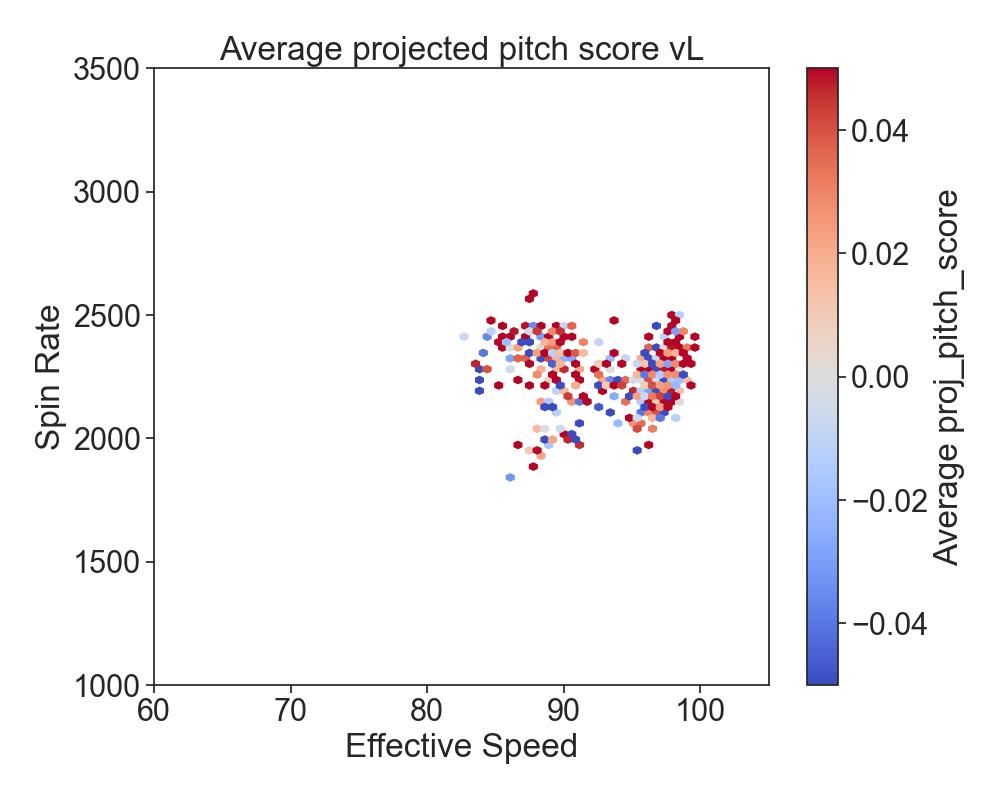 Average projected pitch score vL
3500
3000
2500
2000
1500
1000
Spin Rate
60 70 80 90 100
Effective Speed
0.04
0.02
0.00
−0.02
−0.04
Average proj_pitch_score